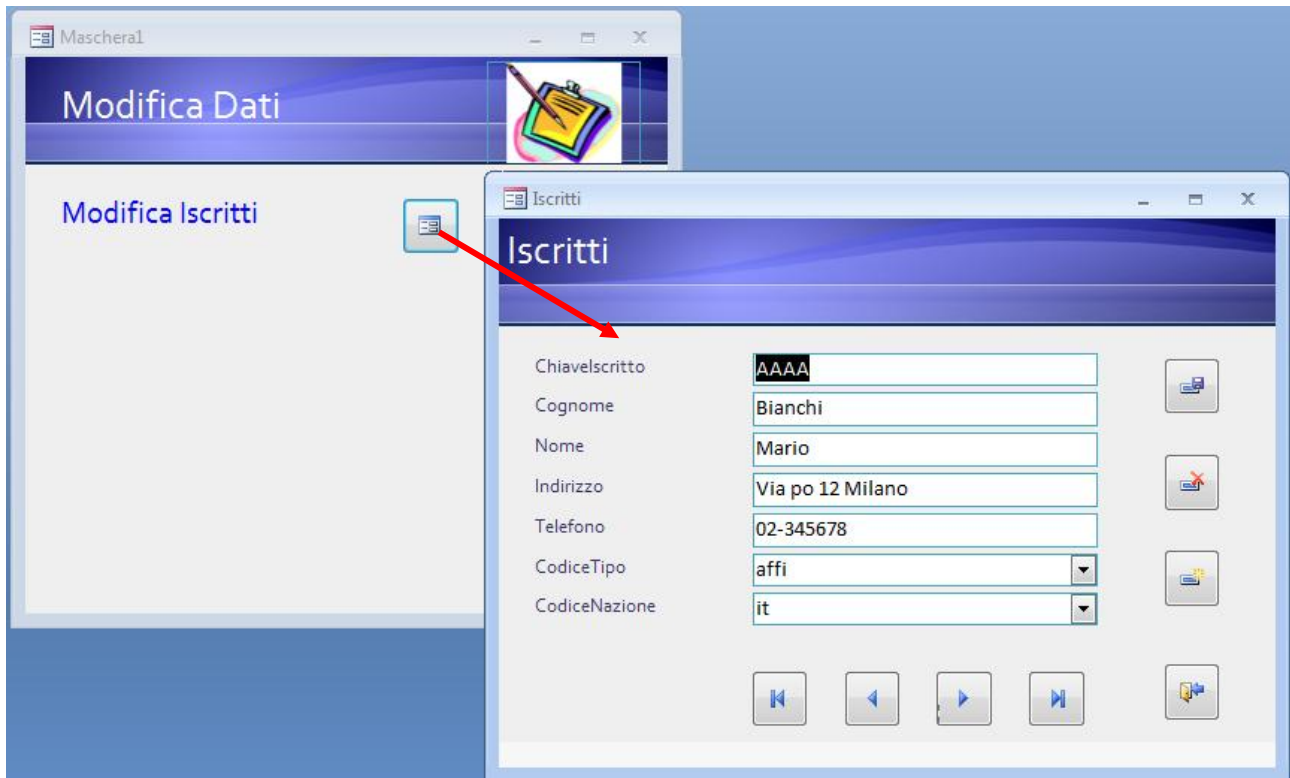 Maschera1
Modifica Dati
Modifica Iscritti
Iscritti
Iscritti
ChiaveIscritto AAAA
Cognome Bianchi
Nome Mario
Indirizzo Via po 12 Milano
Telefono 02-345678
CodiceTipo affi
CodiceNazione it